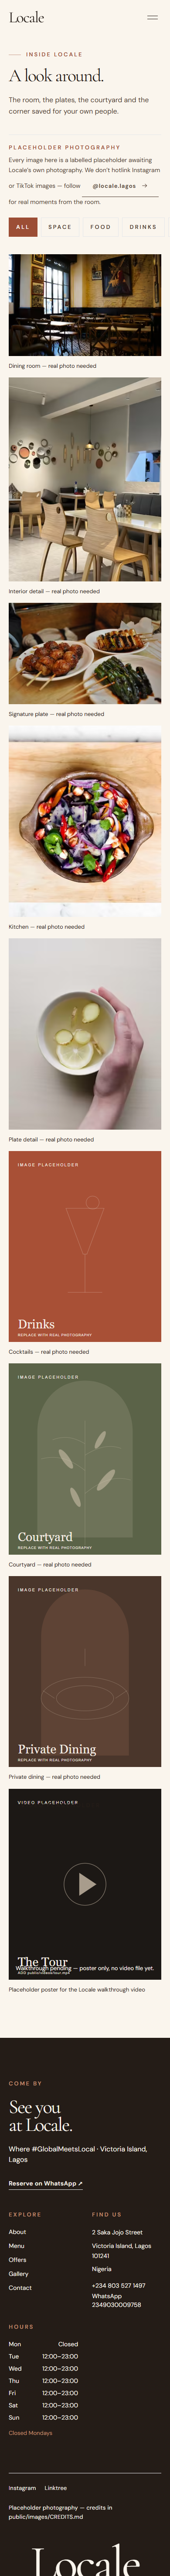 Locale
INSIDE LOCALE
A look around.
The room, the plates, the courtyard and the
corner saved for your own people.
PLACEHOLDER PHOTOGRAPHY
Every image here is a labelled placeholder awaiting
Locale's own photography. We don't hotlink Instagram
or TikTok images — follow @locale.lagos →
for real moments from the room.
ALL SPACE FOOD DRINKS
Dining room — real photo needed
Interior detail — real photo needed
Signature plate — real photo needed
Kitchen — real photo needed
Plate detail — real photo needed
IMAGE PLACEHOLDER
Drinks
REPLACE WITH REAL PHOTOGRAPHY
Cocktails — real photo needed
IMAGE PLACEHOLDER
Courtyard
REPLACE WITH REAL PHOTOGRAPHY
Courtyard — real photo needed
IMAGE PLACEHOLDER
Private Dining
REPLACE WITH REAL PHOTOGRAPHY
Private dining — real photo needed
VIDEO PLACEHOLDER
The Tour
Walkthrough pending — poster only, no video file yet.
Placeholder poster for the Locale walkthrough video
COME BY
See you
at Locale.
Where #GlobalMeetsLocal · Victoria Island,
Lagos
Reserve on WhatsApp ↗
EXPLORE
About
Menu
Offers
Gallery
Contact
FIND US
2 Saka Jojo Street
Victoria Island, Lagos
101241
Nigeria
+234 803 527 1497
WhatsApp
2349030009758
HOURS
Mon Closed
Tue 12:00–23:00
Wed 12:00–23:00
Thu 12:00–23:00
Fri 12:00–23:00
Sat 12:00–23:00
Sun 12:00–23:00
Closed Mondays
Instagram Linktree
Placeholder photography — credits in
public/images/CREDITS.md
Locale